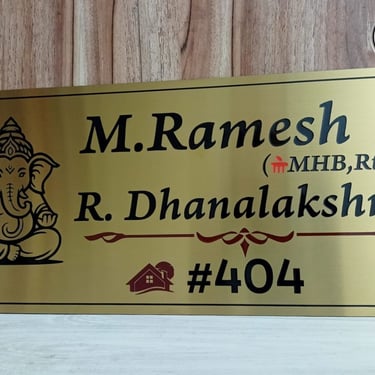 M.Ramesh
(MHB,Rt
R. Dhanalakshm
#404